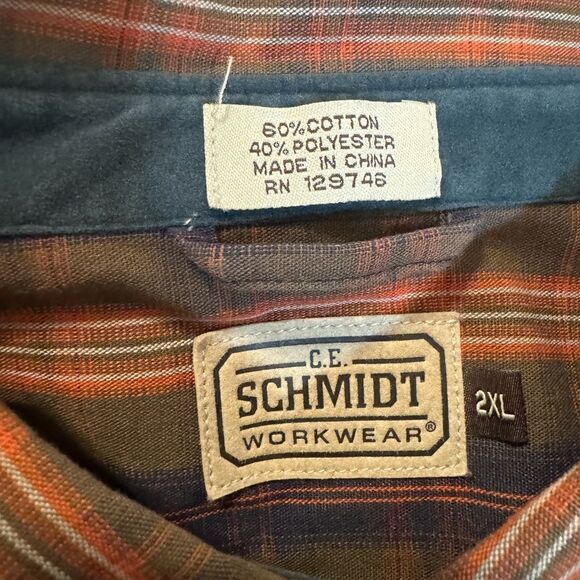 60% COTTON
40% POLYESTER
MADE IN CHINA
RN 129746
C.E.
SCHMIDT
WORKWEAR®
2XL